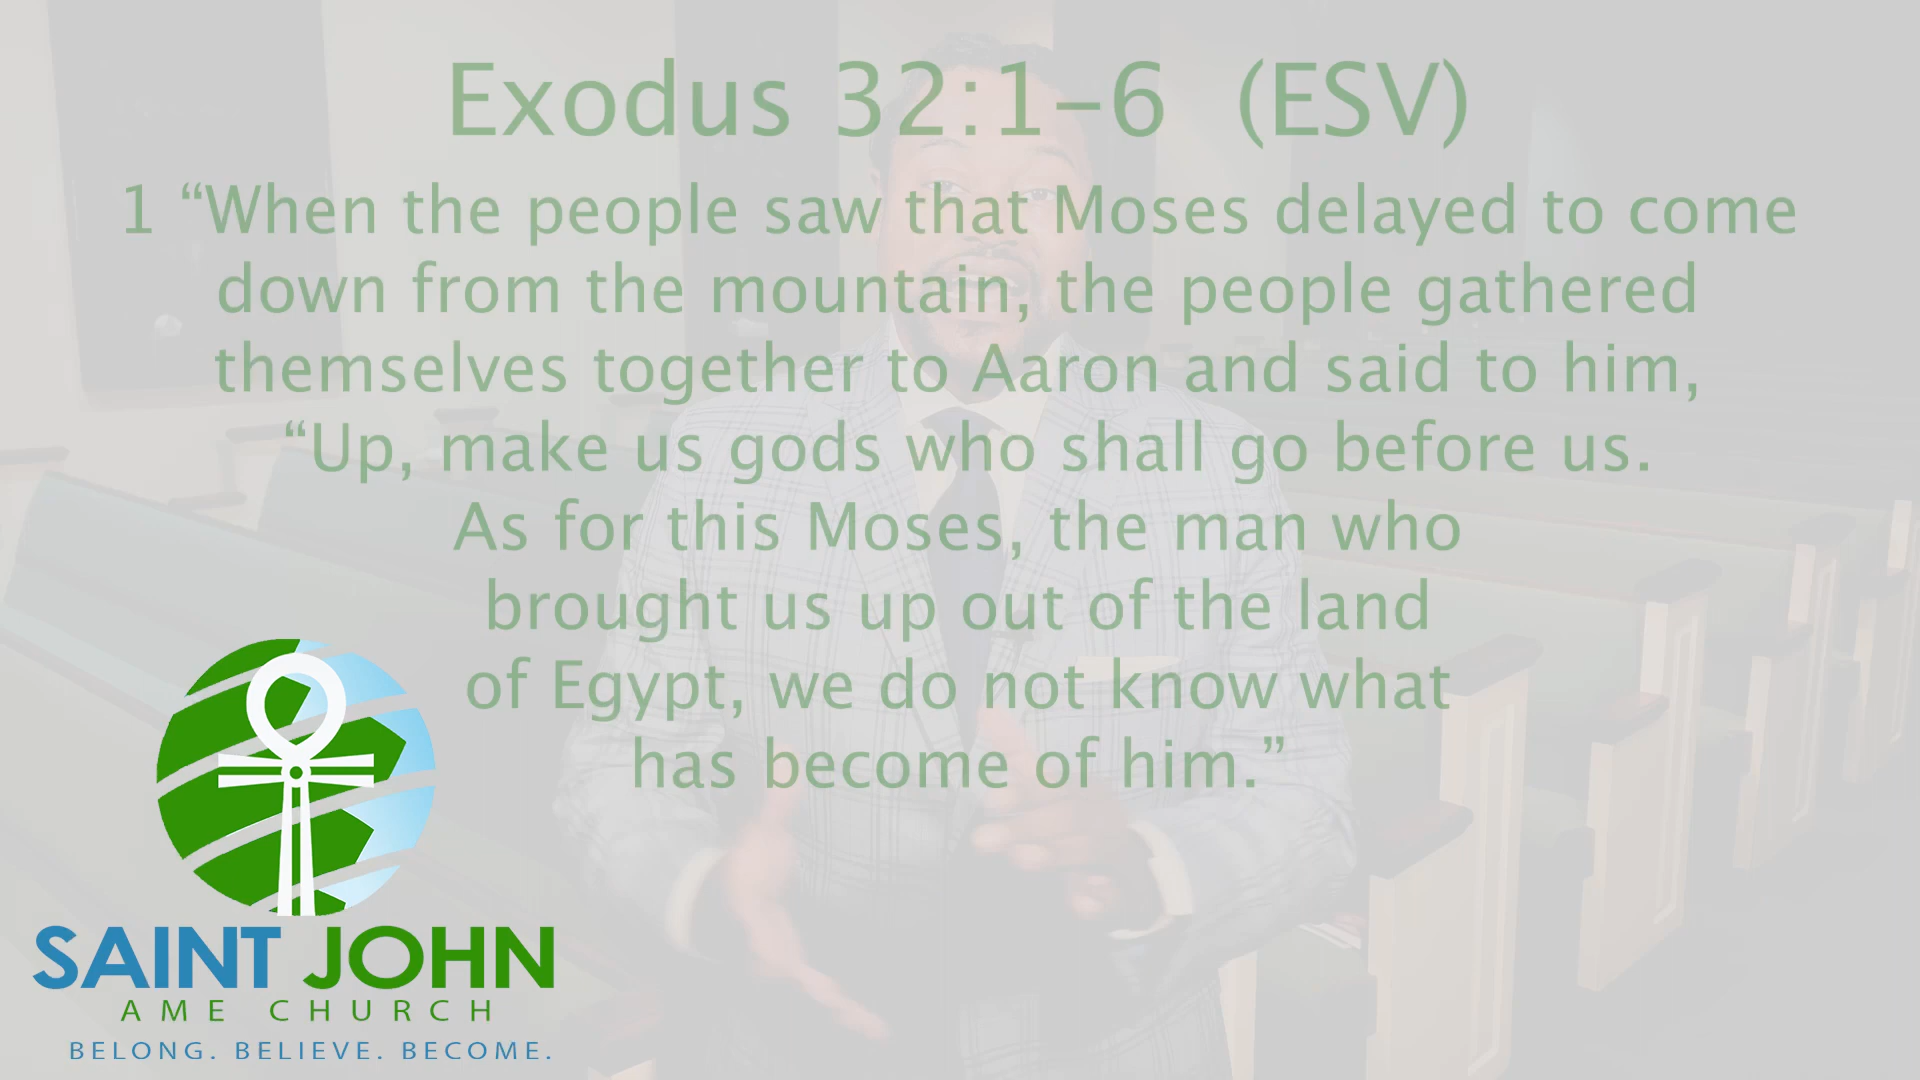 Exodus 32:1-6 (ESV)
1 “When the people saw that Moses delayed to come
down from the mountain, the people gathered
themselves together to Aaron and said to him,
“Up, make us gods who shall go before us.
As for this Moses, the man who
brought us up out of the land
of Egypt, we do not know what
has become of him.”
SAINT JOHN
AME CHURCH
BELONG. BELIEVE. BECOME.